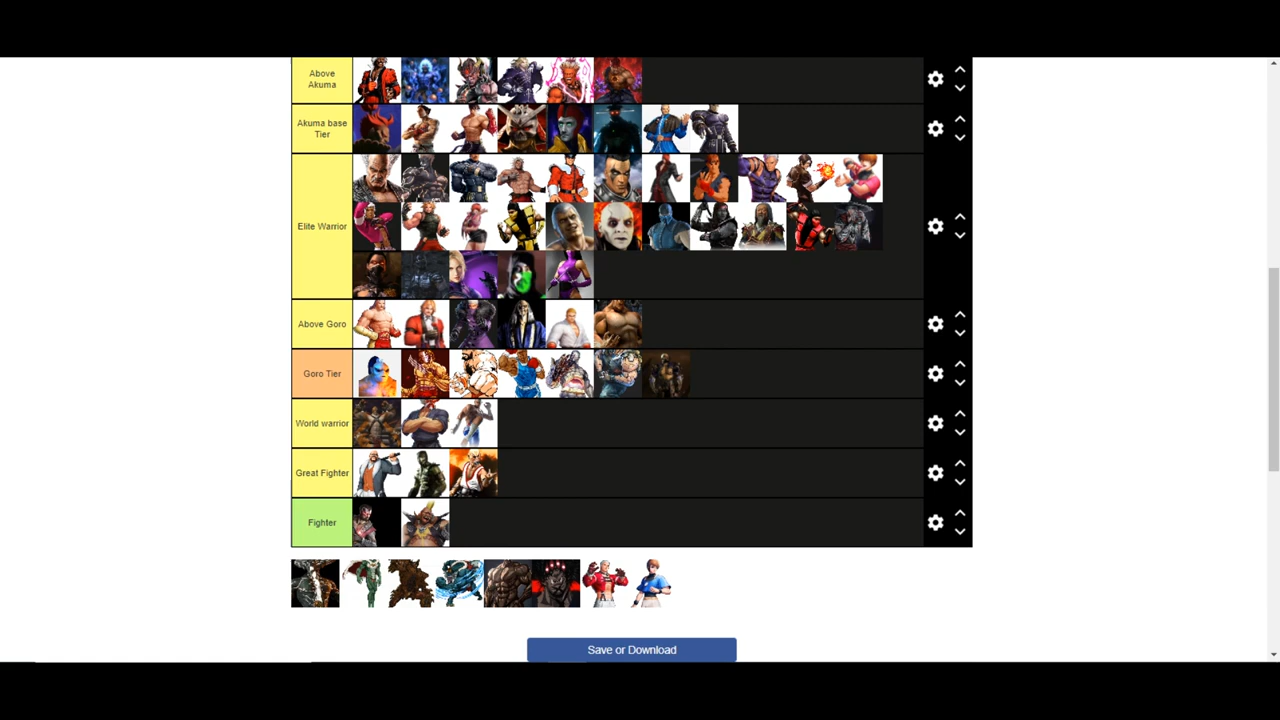 Above
Akuma
Akuma base
Tier
Elite Warrior
Above Goro
Goro Tier
World warrior
Great Fighter
Fighter
Save or Download